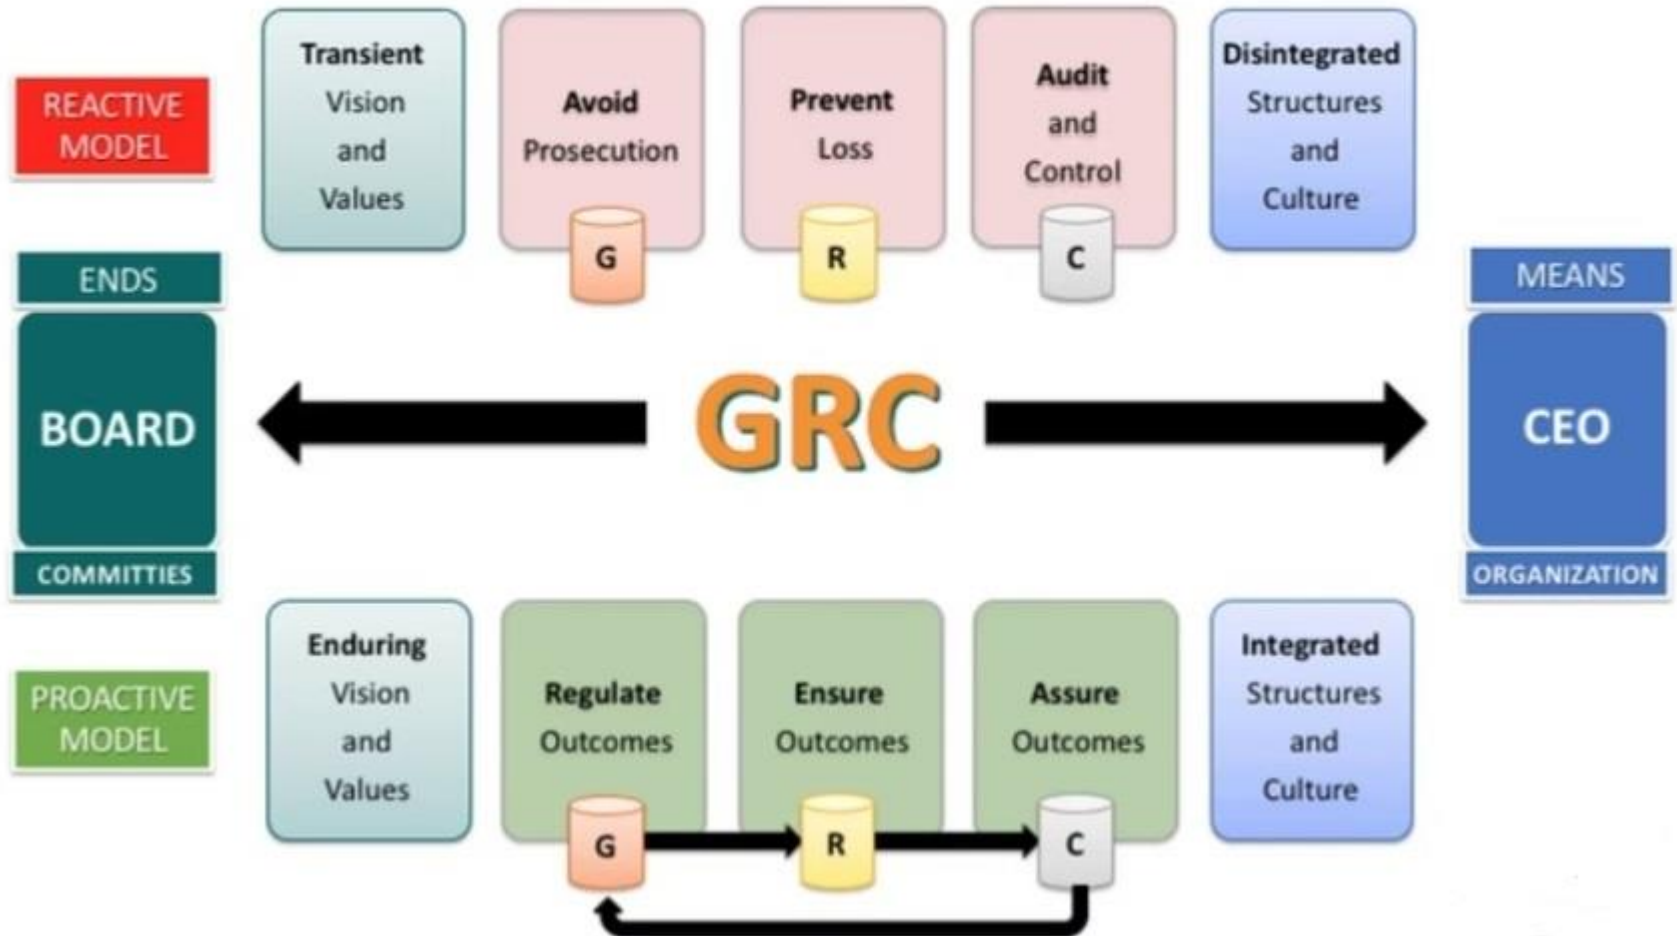 REACTIVE
MODEL
Transient
Vision
and
Values
Avoid
Prosecution
G
Prevent
Loss
R
Audit
and
Control
C
Disintegrated
Structures
and
Culture
ENDS
BOARD
COMMITTIES
GRC
MEANS
CEO
ORGANIZATION
PROACTIVE
MODEL
Enduring
Vision
and
Values
Regulate
Outcomes
G
Ensure
Outcomes
R
Assure
Outcomes
C
Integrated
Structures
and
Culture